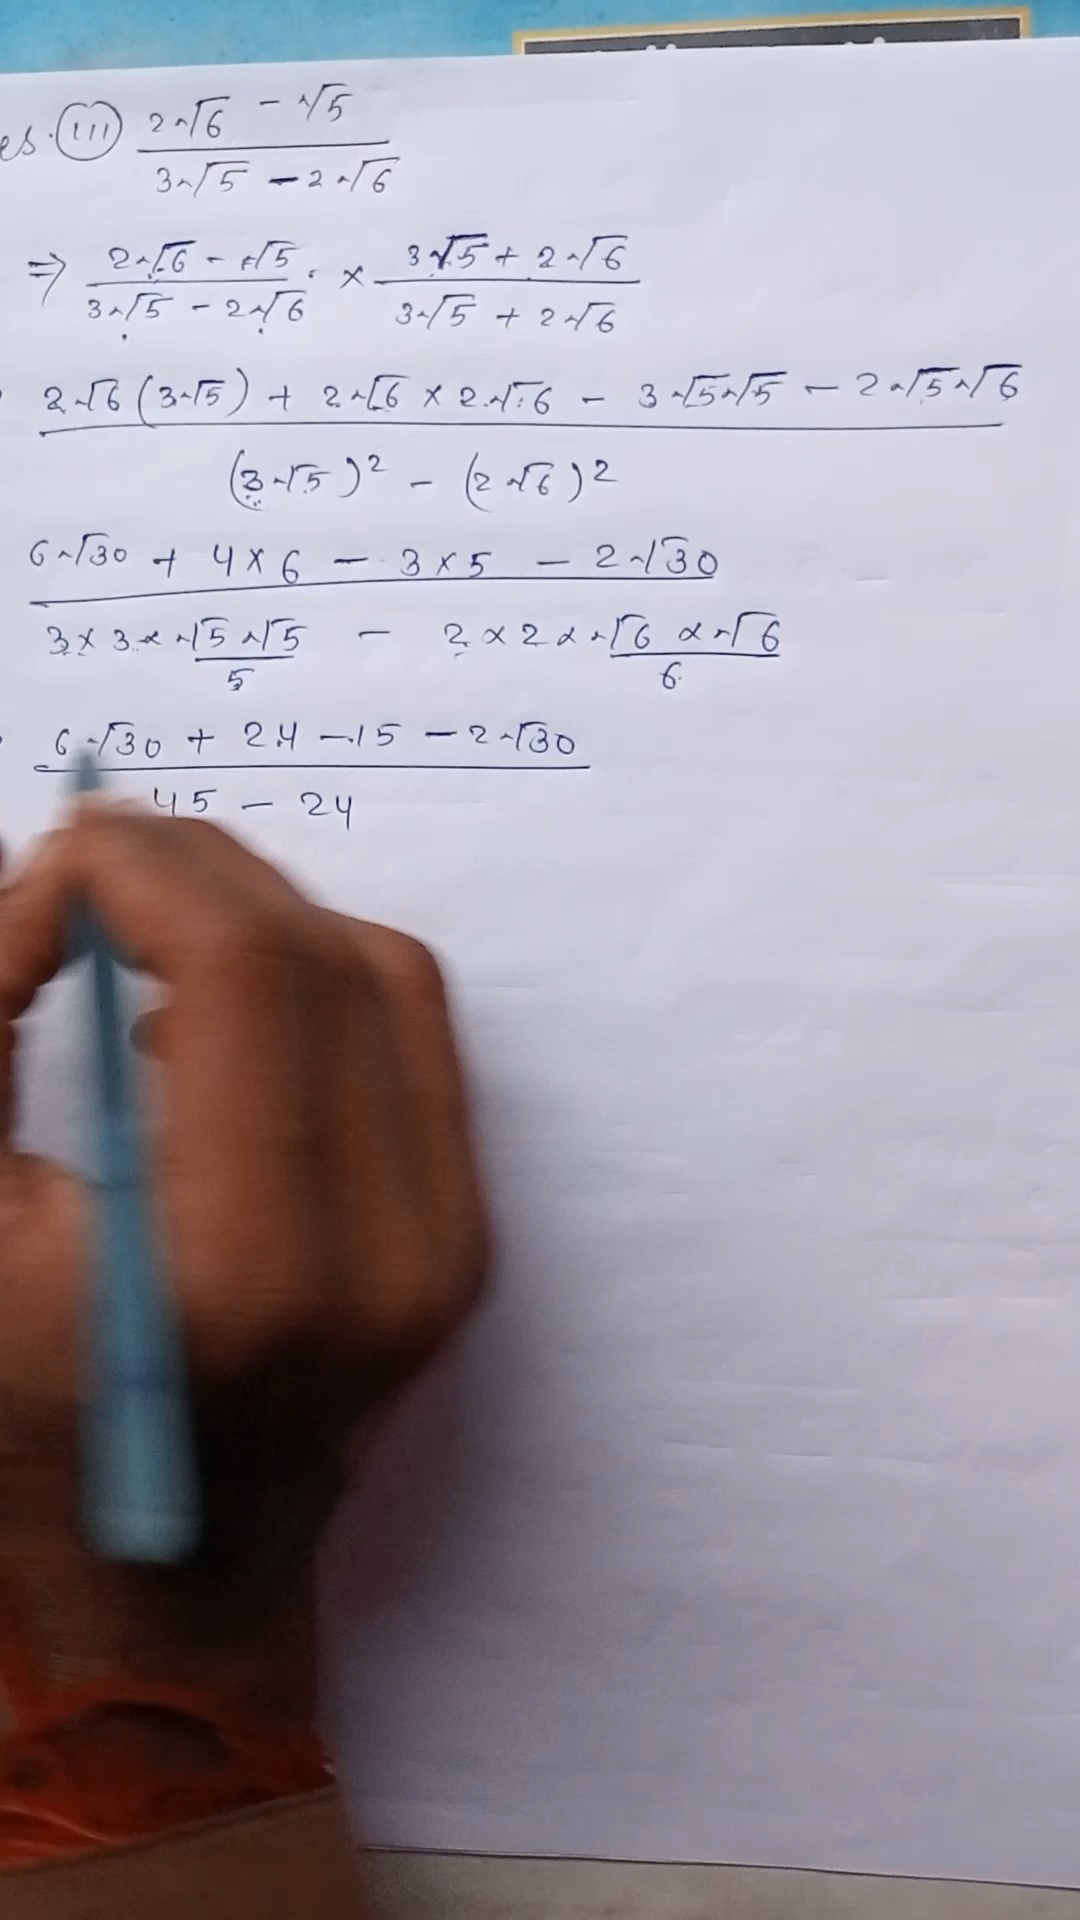 es. (iii) 2√6 - √5 / 3√5 - 2√6
⇒ 2√6 - √5 / 3√5 - 2√6 × 3√5 + 2√6 / 3√5 + 2√6
2√6 (3√5) + 2√6 × 2√6 - 3√5√5 - 2√5√6
(3√5)² - (2√6)²
6√30 + 4×6 - 3×5 - 2√30
3×3×√5√5 - 2×2×√6×√6
5 6
6√30 + 24 - 15 - 2√30
45 - 24